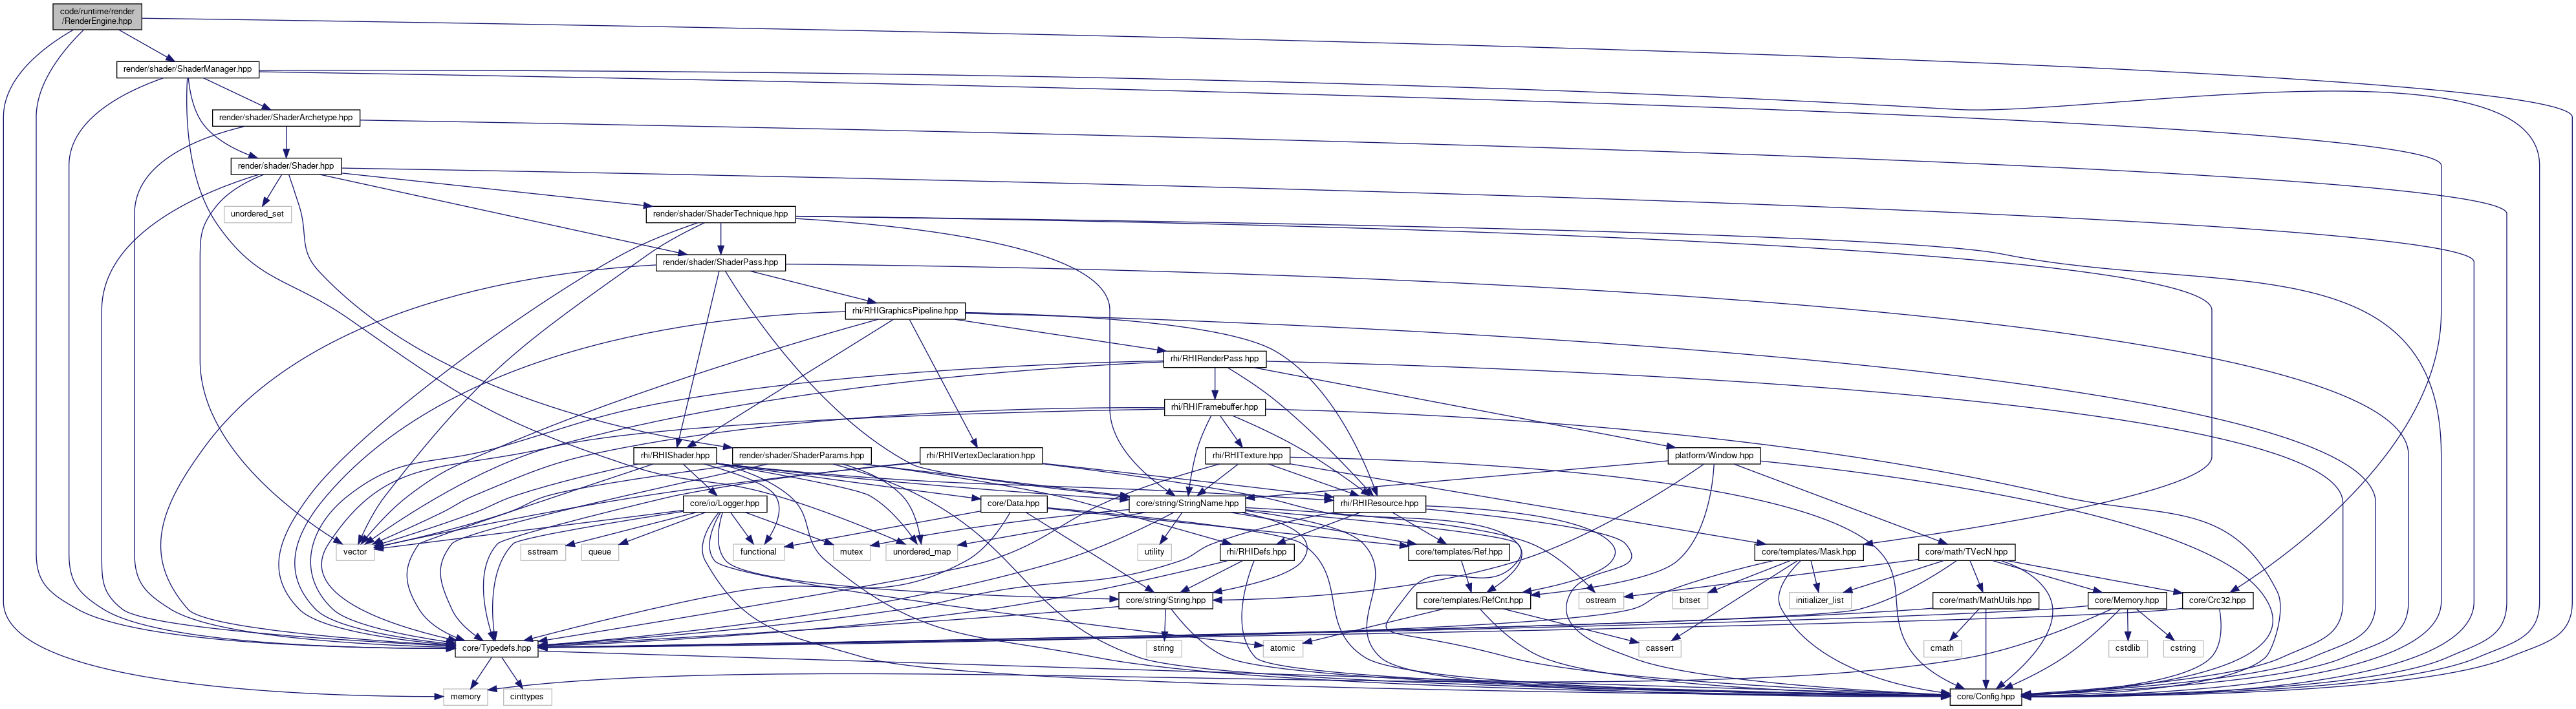 code/runtime/render
/RenderEngine.hpp
render/shader/ShaderManager.hpp
render/shader/ShaderArchetype.hpp
render/shader/Shader.hpp
unordered_set
render/shader/ShaderTechnique.hpp
render/shader/ShaderPass.hpp
rhi/RHIGraphicsPipeline.hpp
rhi/RHIRenderPass.hpp
rhi/RHIFramebuffer.hpp
rhi/RHIShader.hpp
render/shader/ShaderParams.hpp
rhi/RHIVertexDeclaration.hpp
rhi/RHITexture.hpp
platform/Window.hpp
core/io/Logger.hpp
core/Data.hpp
core/string/StringName.hpp
rhi/RHIResource.hpp
vector
sstream
queue
functional
mutex
unordered_map
utility
rhi/RHIDefs.hpp
core/templates/Ref.hpp
core/templates/Mask.hpp
core/math/TVecN.hpp
core/string/String.hpp
core/templates/RefCnt.hpp
ostream
bitset
initializer_list
core/math/MathUtils.hpp
core/Memory.hpp
core/Crc32.hpp
core/Typedefs.hpp
string
atomic
cassert
cmath
cstdlib
cstring
memory
cinttypes
core/Config.hpp